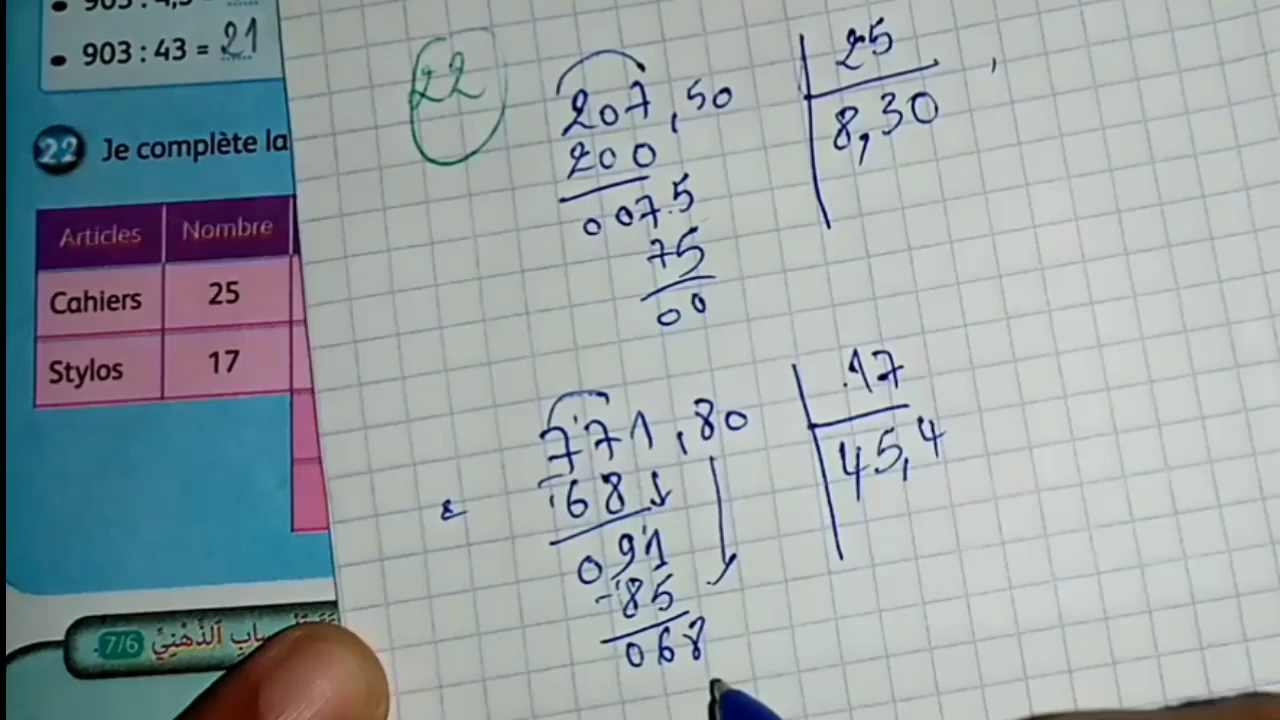 • 903 : 43 = 21
22 Je complète la
Articles Nombre
Cahiers 25
Stylos 17
7/6
22
207,50 25
200 8,30
0075
75
00
771,80 17
68 45,4
091
-85
068